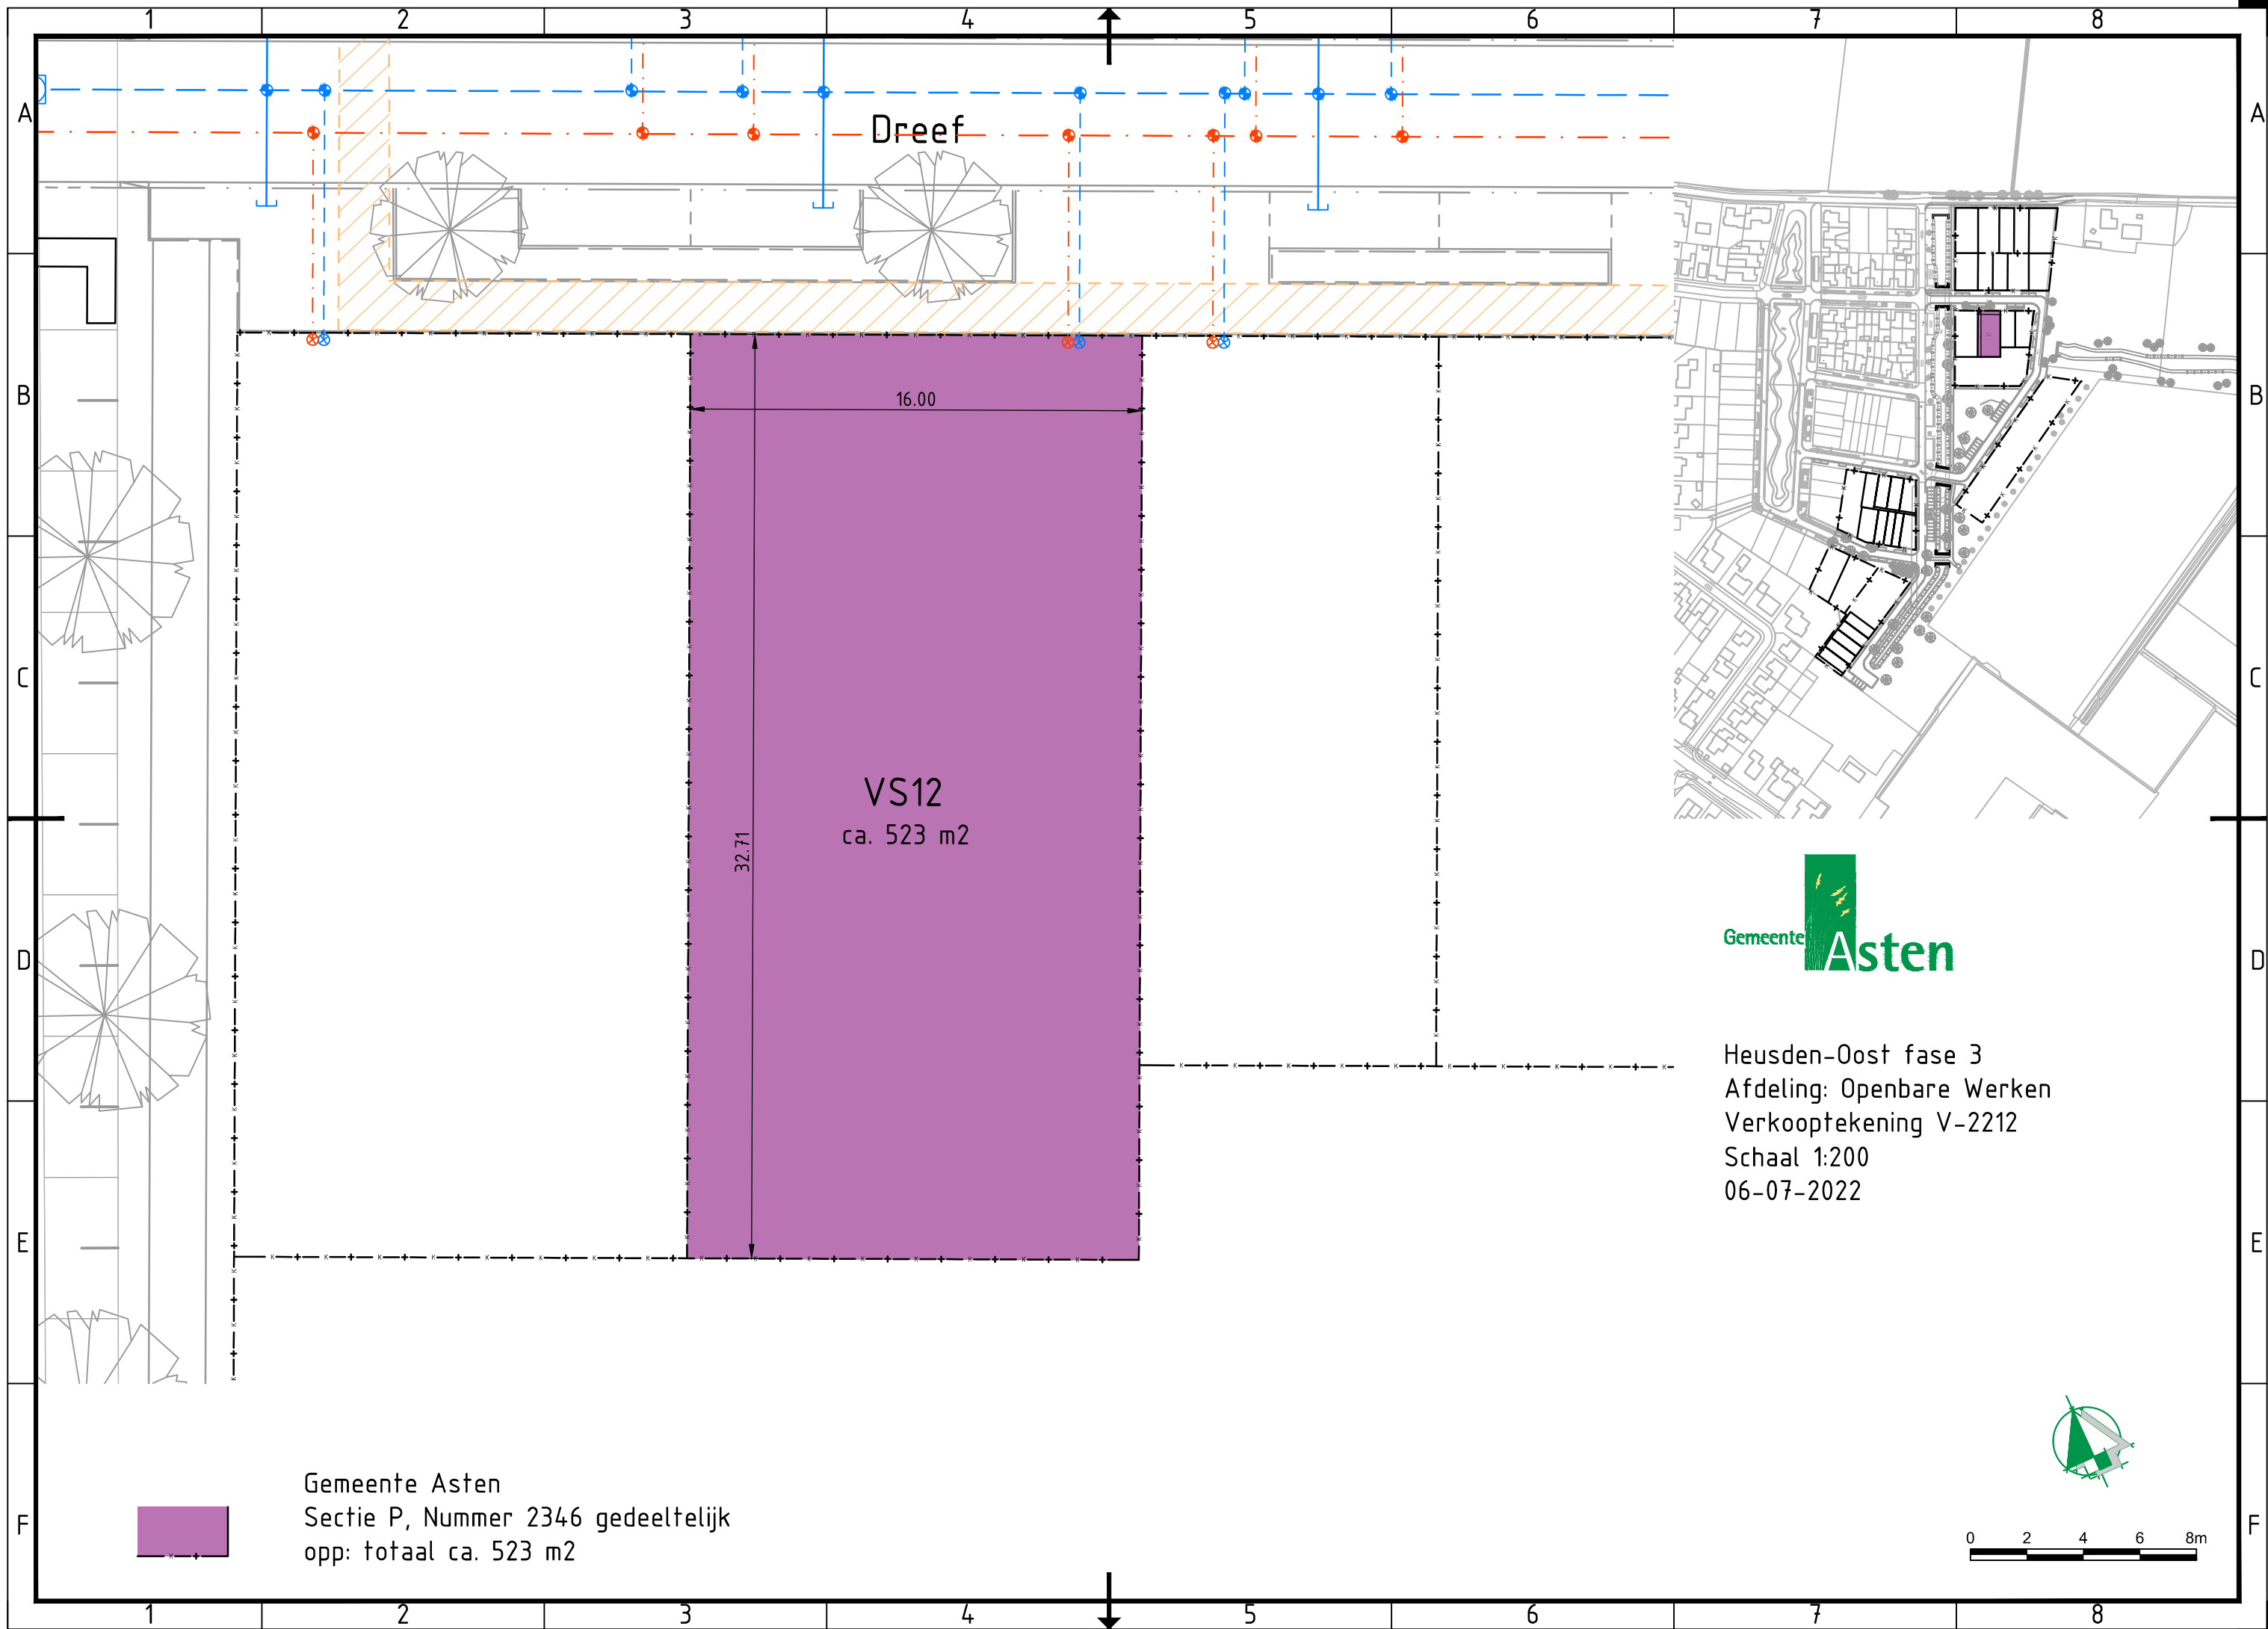 1 2 3 4 5 6 7 8
A A
Dreef
B B
16.00
C C
VS12
ca. 523 m2
32.71
Gemeente Asten
D D
Heusden-Oost fase 3
Afdeling: Openbare Werken
Verkooptekening V-2212
Schaal 1:200
06-07-2022
E E
Gemeente Asten
Sectie P, Nummer 2346 gedeeltelijk
opp: totaal ca. 523 m2
F F
0 2 4 6 8m
1 2 3 4 5 6 7 8